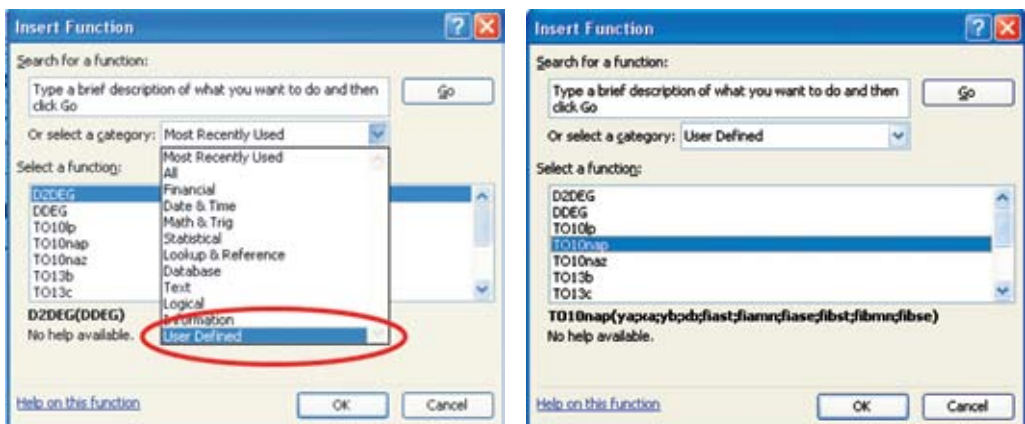 Insert Function
Search for a function:
Type a brief description of what you want to do and then
click Go
Go
Or select a category: Most Recently Used
Most Recently Used
All
Financial
Date & Time
Math & Trig
Statistical
Lookup & Reference
Database
Text
Logical
Information
User Defined
Select a function:
D2DEG
DDEG
TO10lp
TO10nap
TO10naz
TO13b
TO13c
D2DEG(DDEG)
No help available.
Help on this function
OK
Cancel
Insert Function
Search for a function:
Type a brief description of what you want to do and then
click Go
Go
Or select a category: User Defined
Select a function:
D2DEG
DDEG
TO10lp
TO10nap
TO10naz
TO13b
TO13c
TO10nap(ya;xa;yb;xb;fiast;fiamn;fiase;fibst;fibmn;fibse)
No help available.
Help on this function
OK
Cancel